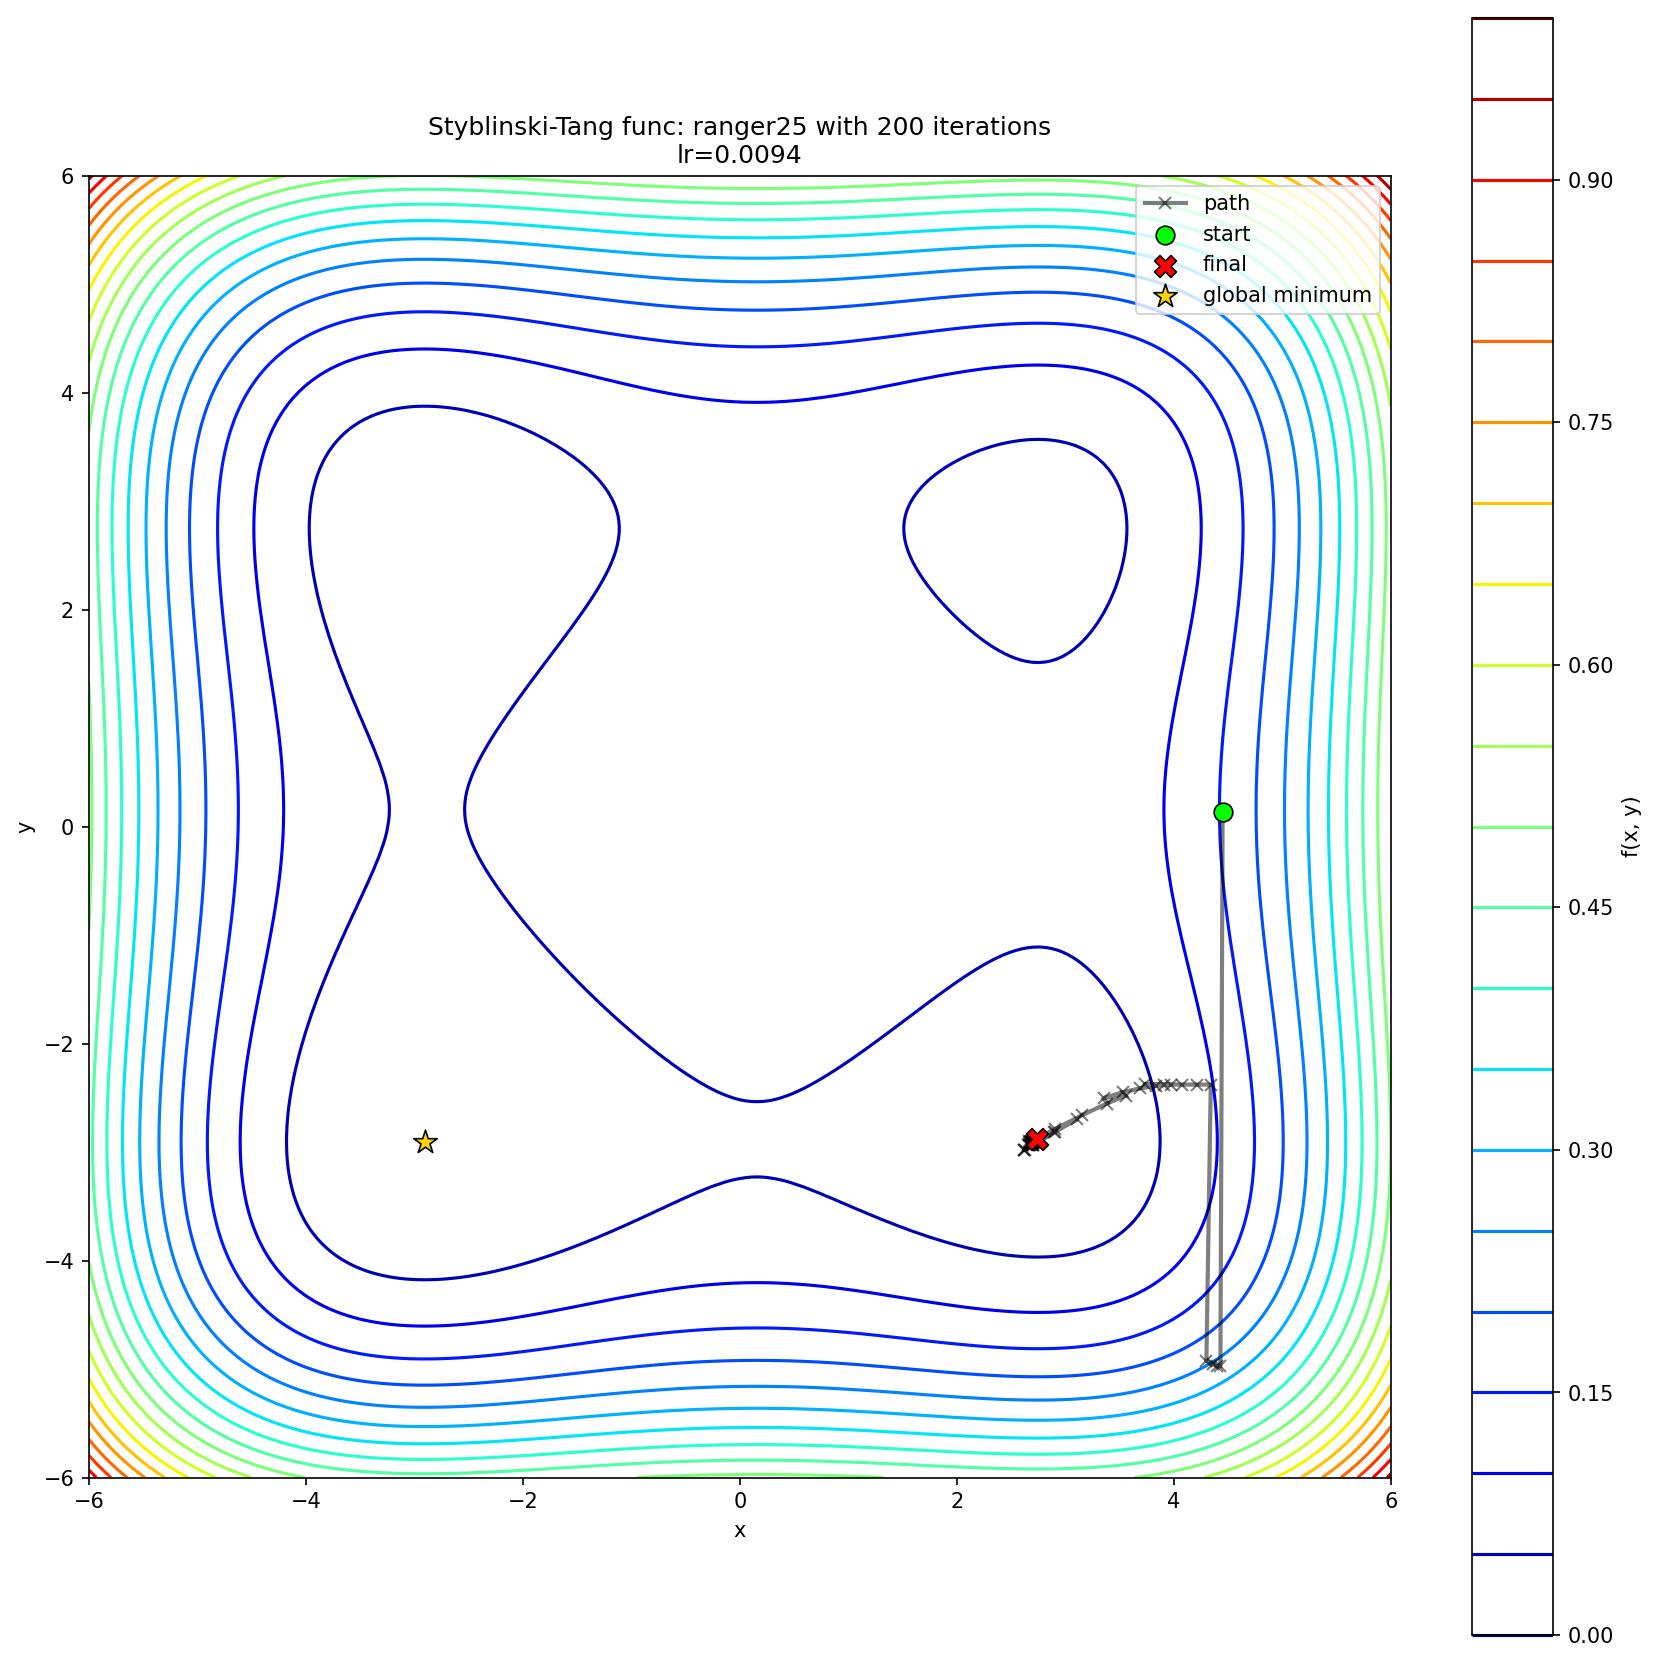 Styblinski-Tang func: ranger25 with 200 iterations
lr=0.0094
path
start
final
global minimum
6
4
2
0
−2
−4
−6
y
−6
−4
−2
0
2
4
6
x
0.90
0.75
0.60
0.45
0.30
0.15
0.00
f(x, y)